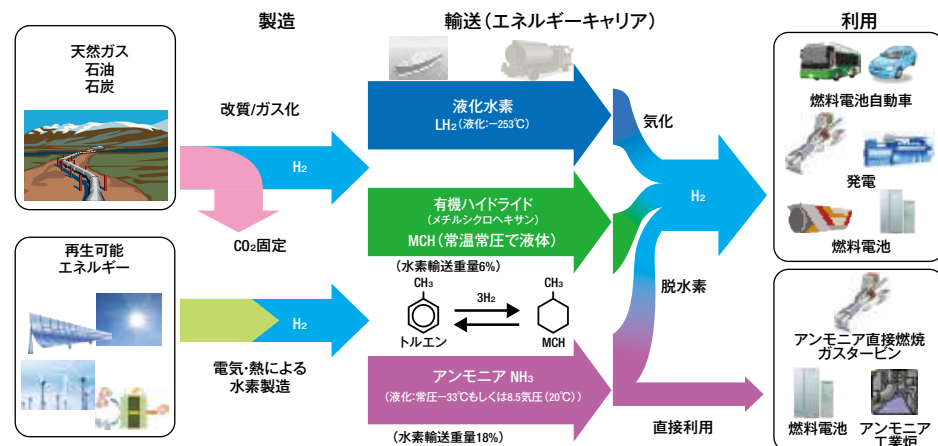 製造
輸送(エネルギーキャリア)
利用
天然ガス
石油
石炭
改質/ガス化
H₂
CO₂固定
再生可能
エネルギー
H₂
電気・熱による
水素製造
液化水素
LH₂(液化:−253℃)
有機ハイドライド
(メチルシクロヘキサン)
MCH(常温常圧で液体)
(水素輸送重量6%)
CH₃
3H₂
CH₃
トルエン
MCH
アンモニア NH₃
(液化:常圧−33℃もしくは8.5気圧(20℃))
(水素輸送重量18%)
気化
H₂
脱水素
直接利用
燃料電池自動車
発電
燃料電池
アンモニア直接燃焼
ガスタービン
燃料電池
アンモニア
工業炉